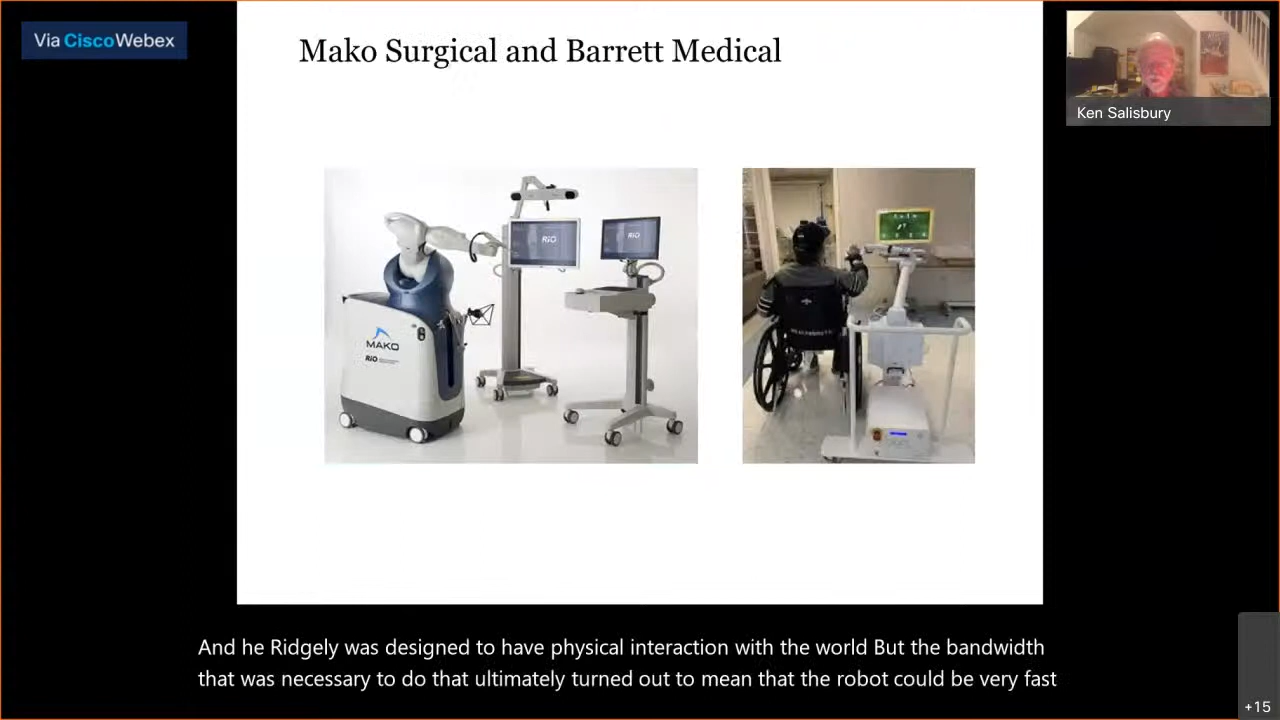 Via CiscoWebex
Mako Surgical and Barrett Medical
Ken Salisbury
RIO
RIO
MAKO
RIO
And he Ridgely was designed to have physical interaction with the world But the bandwidth
that was necessary to do that ultimately turned out to mean that the robot could be very fast
+15